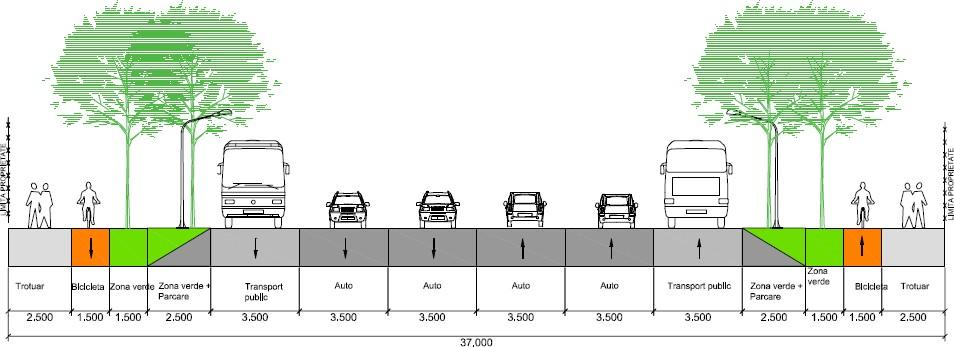 LIMITA PROPRIETATE
LIMITA PROPRIETATE
Trotuar
Bicicleta
Zona verde
Zona verde +
Parcare
Transport
public
Auto
Auto
Auto
Auto
Transport public
Zona verde +
Parcare
Zona
verde
Bicicleta
Trotuar
2.500
1.500
1.500
2.500
3.500
3.500
3.500
3.500
3.500
3.500
2.500
1.500
1.500
2.500
37,000